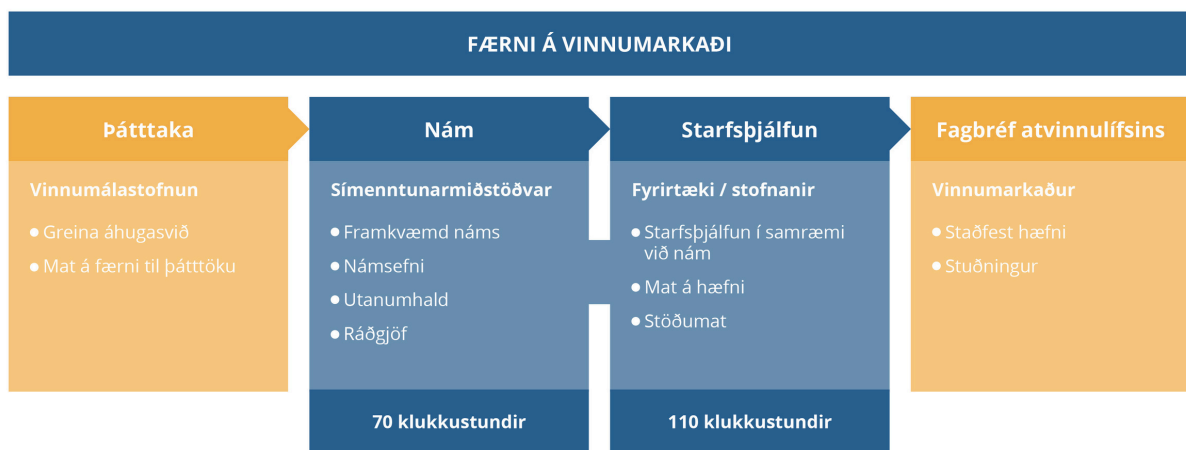 FÆRNI Á VINNUMARKAÐI
Þátttaka
Vinnumálastofnun
● Greina áhugasvið
● Mat á færni til þátttöku
Nám
Símenntunarmiðstöðvar
● Framkvæmd náms
● Námsefni
● Utanumhald
● Ráðgjöf
70 klukkustundir
Starfsþjálfun
Fyrirtæki / stofnanir
● Starfsþjálfun í samræmi
við nám
● Mat á hæfni
● Stöðumat
110 klukkustundir
Fagbréf atvinnulífsins
Vinnumarkaður
● Staðfest hæfni
● Stuðningur